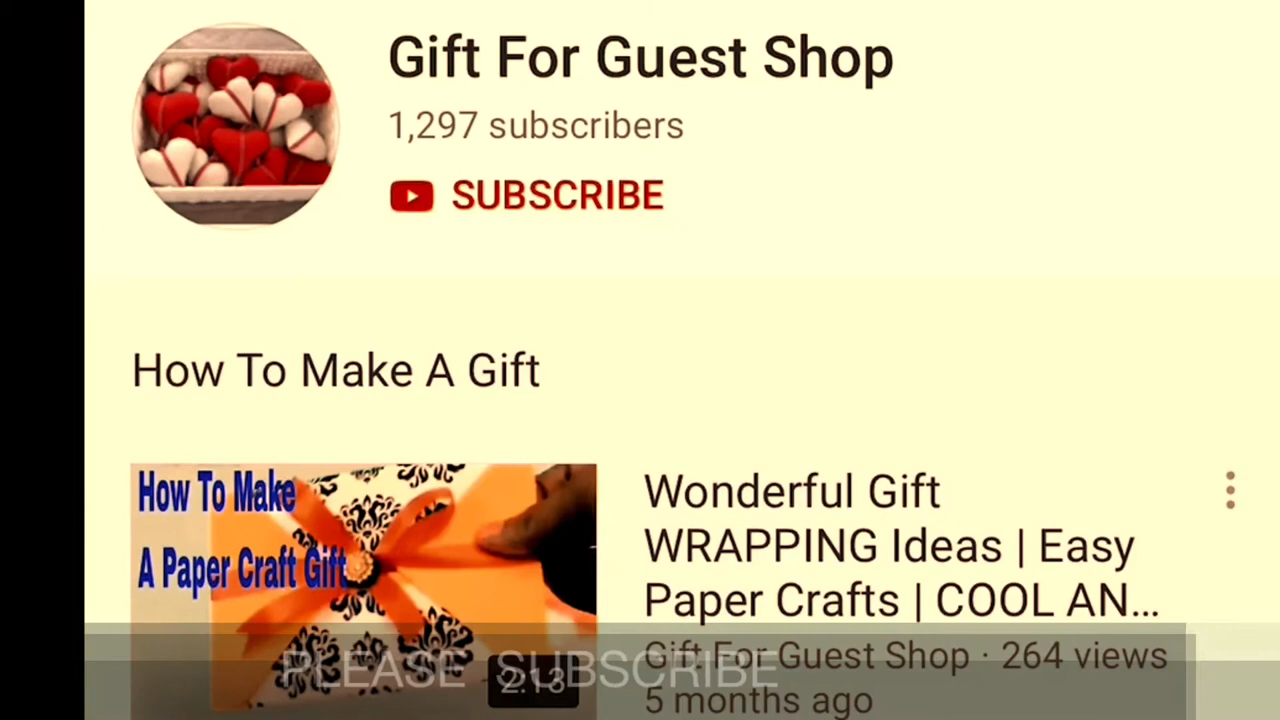 Gift For Guest Shop
1,297 subscribers
SUBSCRIBE
How To Make A Gift
How To Make
A Paper Craft Gift
2:13
Wonderful Gift
WRAPPING Ideas | Easy
Paper Crafts | COOL AN...
Gift For Guest Shop · 264 views
5 months ago
PLEASE SUBSCRIBE